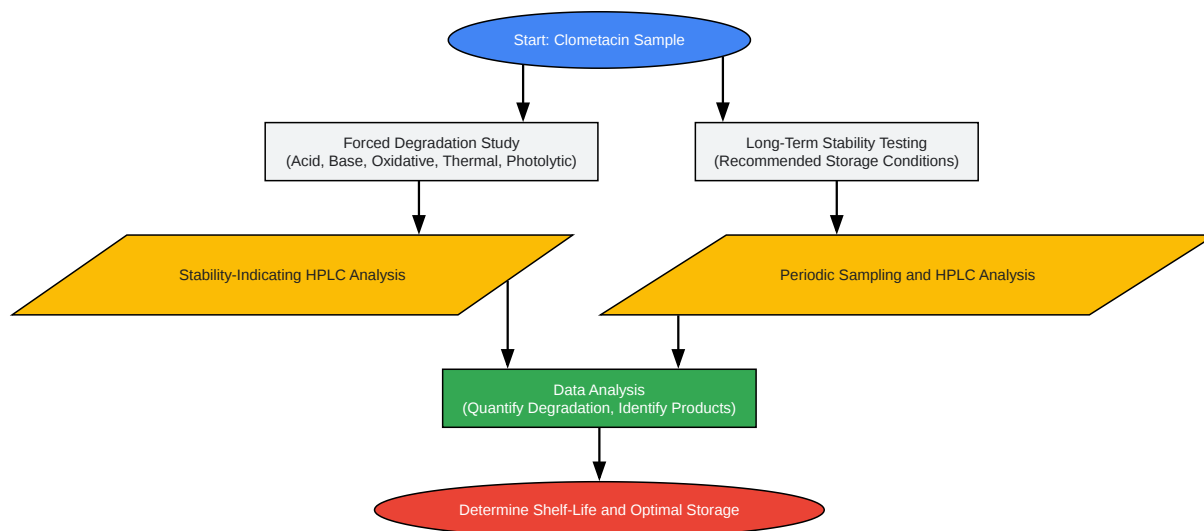 Start: Clometacin Sample
Forced Degradation Study
(Acid, Base, Oxidative, Thermal, Photolytic)
Long-Term Stability Testing
(Recommended Storage Conditions)
Stability-Indicating HPLC Analysis
Periodic Sampling and HPLC Analysis
Data Analysis
(Quantify Degradation, Identify Products)
Determine Shelf-Life and Optimal Storage